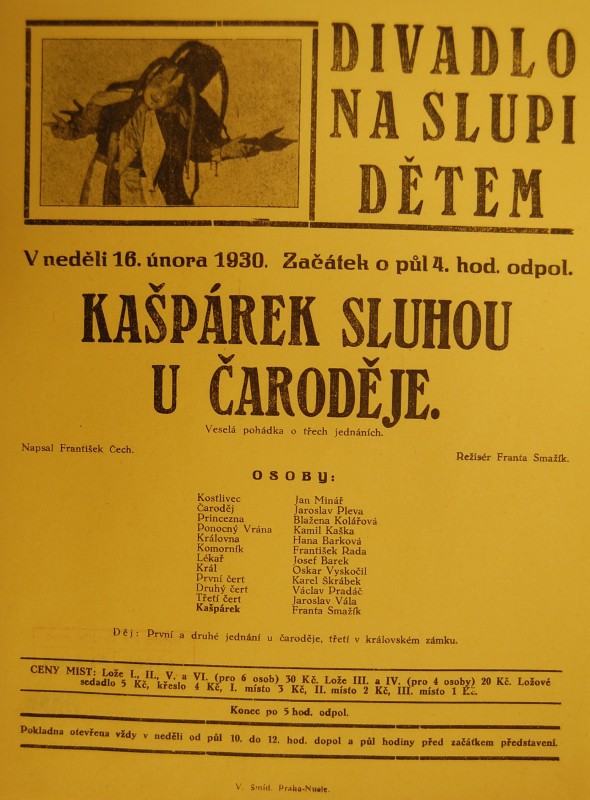 DIVADLO
NA SLUPI
DĚTEM
V neděli 16. února 1930. Začátek o půl 4. hod. odpol.
KAŠPÁREK SLUHOU
U ČARODĚJE.
Veselá pohádka o třech jednáních.
Napsal František Čech.
Režisér Franta Smažík.
OSOBY:
Kostlivec Jan Minář
Čaroděj Jaroslav Pleva
Princezna Blažena Kolářová
Ponocný Vrána Kamil Kaška
Královna Hana Barková
Komorník František Rada
Lékař Josef Barek
Král Oskar Vyskočil
První čert Karel Škrábek
Druhý čert Václav Pradáč
Třetí čert Jaroslav Vála
Kašpárek Franta Smažík
Děj: První a druhé jednání u čaroděje, třetí v královském zámku.
CENY MÍST: Lože I., II., V. a VI. (pro 6 osob) 30 Kč. Lože III. a IV. (pro 4 osoby) 20 Kč. Ložové
sedadlo 5 Kč, křeslo 4 Kč, I. místo 3 Kč, II. místo 2 Kč, III. místo 1 Kč.
Konec po 5 hod. odpol.
Pokladna otevřena vždy v neděli od půl 10. do 12. hod. dopol a půl hodiny před začátkem představení.
V. Šmíd. Praha-Nusle.